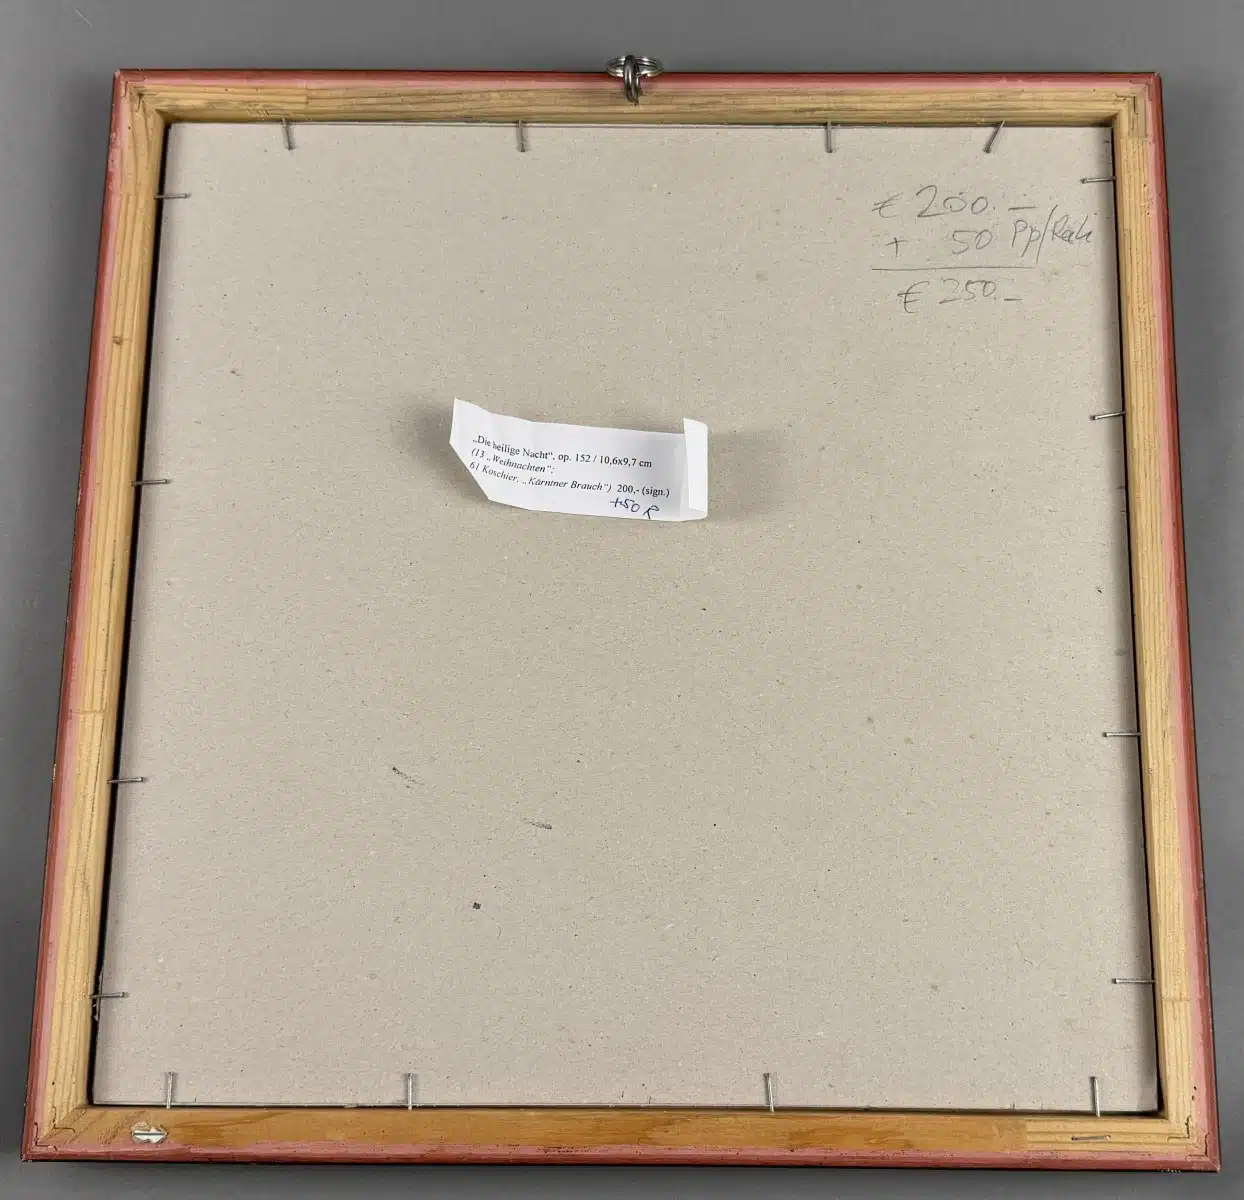 € 200.–
+ 50 Pp/Rah
€ 250.–
„Die heilige Nacht“, op. 152 / 10,6x9,7 cm
(13 „Weihnachten“;
61 Koschier, „Kärntner Brauch“) 200,- (sign.)
+50 R